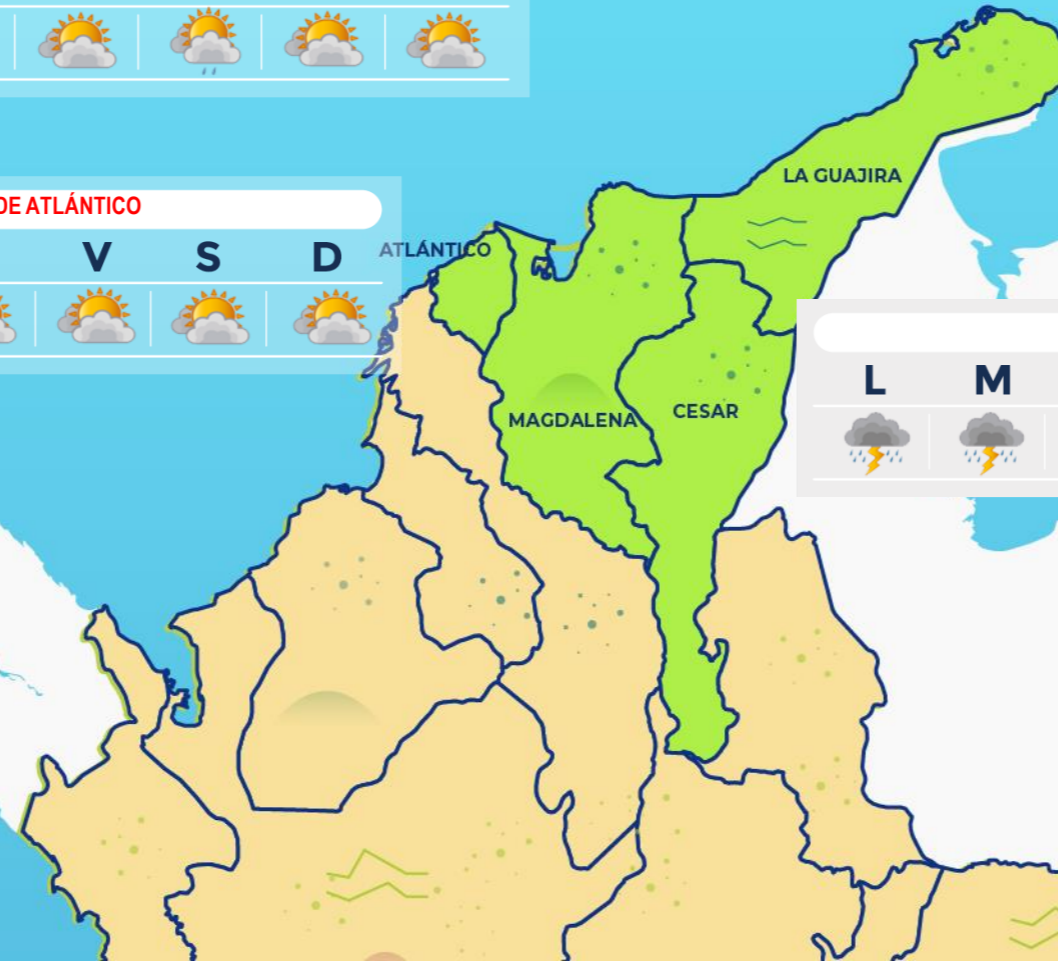 LA GUAJIRA
DE ATLÁNTICO
V S D
ATLÁNTICO
L M
MAGDALENA
CESAR